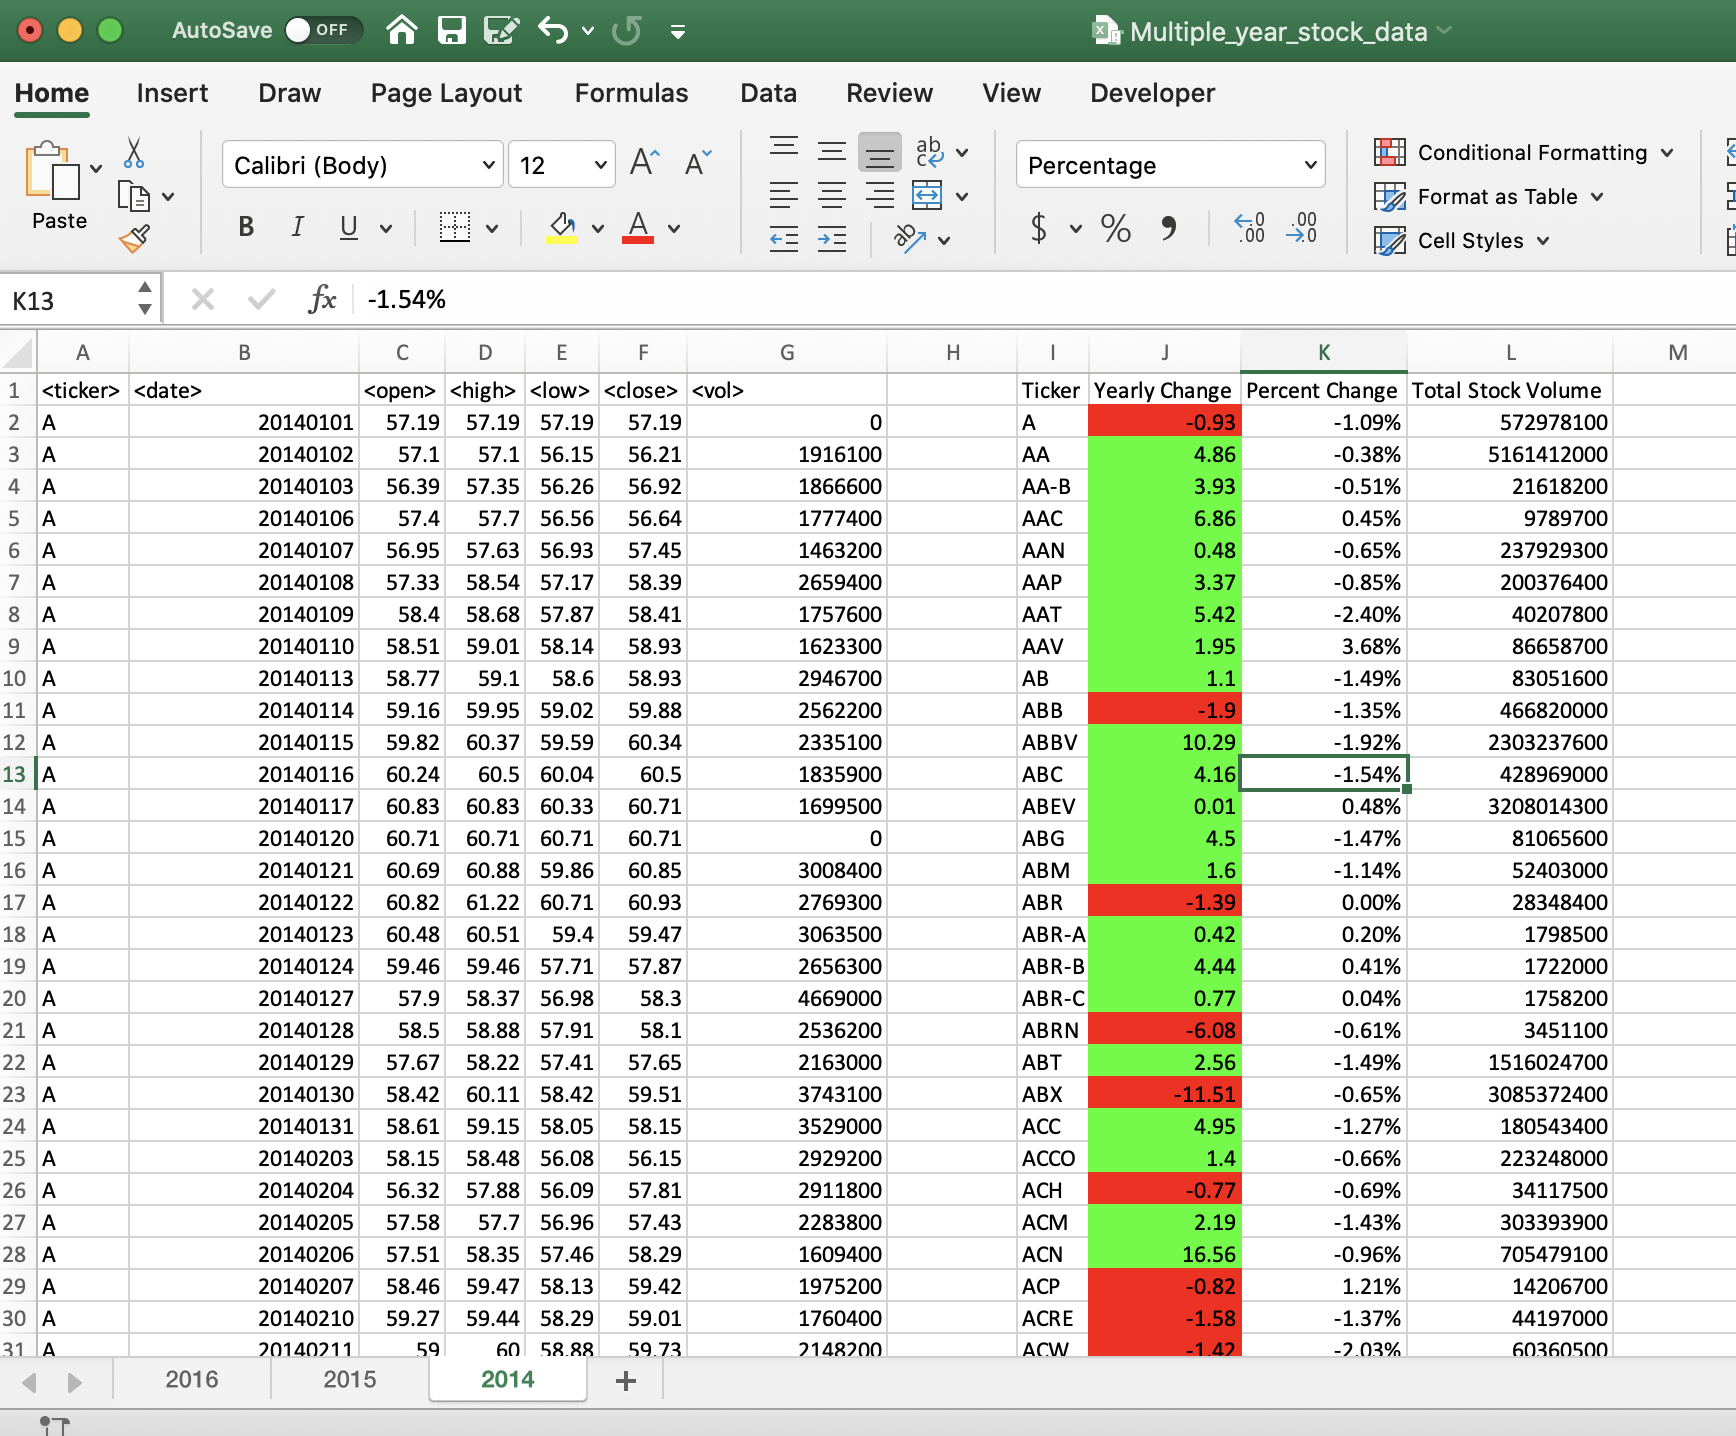 AutoSave OFF Multiple_year_stock_data
Home Insert Draw Page Layout Formulas Data Review View Developer
Paste Calibri (Body) 12 A A ab c Percentage Conditional Formatting
B I U A ab $ % , .0 .00 .00 .0 Format as Table
Cell Styles
K13 fx -1.54%
A B C D E F G H I J K L M
1 <ticker> <date> <open> <high> <low> <close> <vol> Ticker Yearly Change Percent Change Total Stock Volume
2 A 20140101 57.19 57.19 57.19 57.19 0 A -0.93 -1.09% 572978100
3 A 20140102 57.1 57.1 56.15 56.21 1916100 AA 4.86 -0.38% 5161412000
4 A 20140103 56.39 57.35 56.26 56.92 1866600 AA-B 3.93 -0.51% 21618200
5 A 20140106 57.4 57.7 56.56 56.64 1777400 AAC 6.86 0.45% 9789700
6 A 20140107 56.95 57.63 56.93 57.45 1463200 AAN 0.48 -0.65% 237929300
7 A 20140108 57.33 58.54 57.17 58.39 2659400 AAP 3.37 -0.85% 200376400
8 A 20140109 58.4 58.68 57.87 58.41 1757600 AAT 5.42 -2.40% 40207800
9 A 20140110 58.51 59.01 58.14 58.93 1623300 AAV 1.95 3.68% 86658700
10 A 20140113 58.77 59.1 58.6 58.93 2946700 AB 1.1 -1.49% 83051600
11 A 20140114 59.16 59.95 59.02 59.88 2562200 ABB -1.9 -1.35% 466820000
12 A 20140115 59.82 60.37 59.59 60.34 2335100 ABBV 10.29 -1.92% 2303237600
13 A 20140116 60.24 60.5 60.04 60.5 1835900 ABC 4.16 -1.54% 428969000
14 A 20140117 60.83 60.83 60.33 60.71 1699500 ABEV 0.01 0.48% 3208014300
15 A 20140120 60.71 60.71 60.71 60.71 0 ABG 4.5 -1.47% 81065600
16 A 20140121 60.69 60.88 59.86 60.85 3008400 ABM 1.6 -1.14% 52403000
17 A 20140122 60.82 61.22 60.71 60.93 2769300 ABR -1.39 0.00% 28348400
18 A 20140123 60.48 60.51 59.4 59.47 3063500 ABR-A 0.42 0.20% 1798500
19 A 20140124 59.46 59.46 57.71 57.87 2656300 ABR-B 4.44 0.41% 1722000
20 A 20140127 57.9 58.37 56.98 58.3 4669000 ABR-C 0.77 0.04% 1758200
21 A 20140128 58.5 58.88 57.91 58.1 2536200 ABRN -6.08 -0.61% 3451100
22 A 20140129 57.67 58.22 57.41 57.65 2163000 ABT 2.56 -1.49% 1516024700
23 A 20140130 58.42 60.11 58.42 59.51 3743100 ABX -11.51 -0.65% 3085372400
24 A 20140131 58.61 59.15 58.05 58.15 3529000 ACC 4.95 -1.27% 180543400
25 A 20140203 58.15 58.48 56.08 56.15 2929200 ACCO 1.4 -0.66% 223248000
26 A 20140204 56.32 57.88 56.09 57.81 2911800 ACH -0.77 -0.69% 34117500
27 A 20140205 57.58 57.7 56.96 57.43 2283800 ACM 2.19 -1.43% 303393900
28 A 20140206 57.51 58.35 57.46 58.29 1609400 ACN 16.56 -0.96% 705479100
29 A 20140207 58.46 59.47 58.13 59.42 1975200 ACP -0.82 1.21% 14206700
30 A 20140210 59.27 59.44 58.29 59.01 1760400 ACRE -1.58 -1.37% 44197000
31 A 20140211 59 60 58.88 59.73 2148200 ACW -1.42 -2.03% 60360500
2016 2015 2014 +